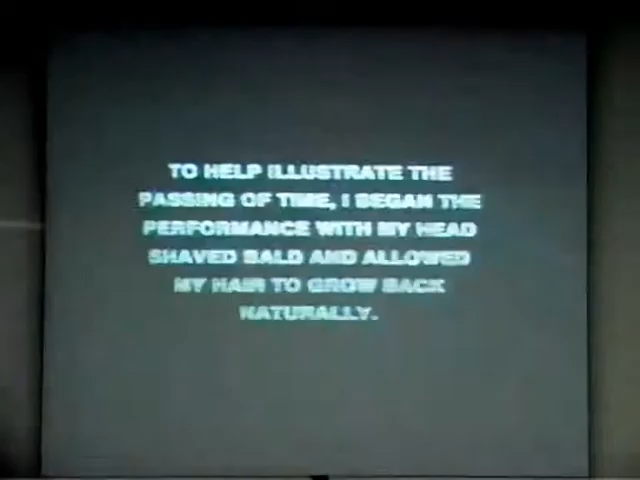 TO HELP ILLUSTRATE THE
PASSING OF TIME, I BEGAN THE
PERFORMANCE WITH MY HEAD
SHAVED BALD AND ALLOWED
MY HAIR TO GROW BACK
NATURALLY.